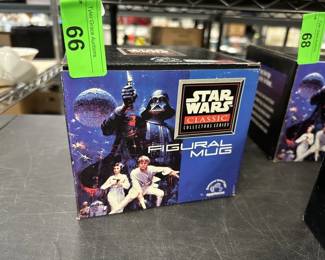 66
STAR
WARS
CLASSIC
COLLECTORS SERIES
FIGURAL
MUG
68